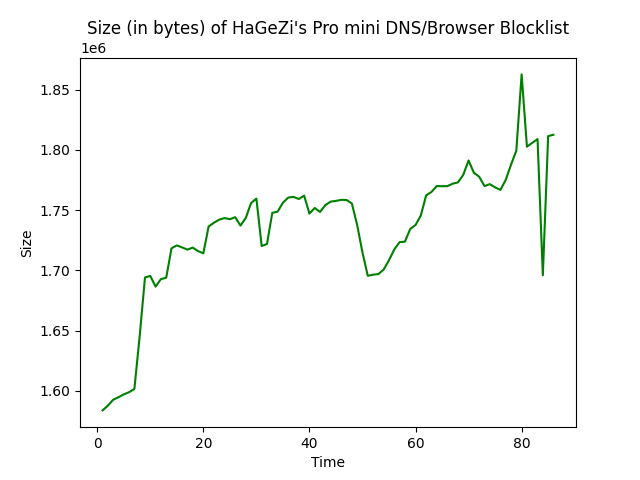 Size (in bytes) of HaGeZi's Pro mini DNS/Browser Blocklist
1e6
1.85
1.80
1.75
1.70
1.65
1.60
Size
0 20 40 60 80
Time